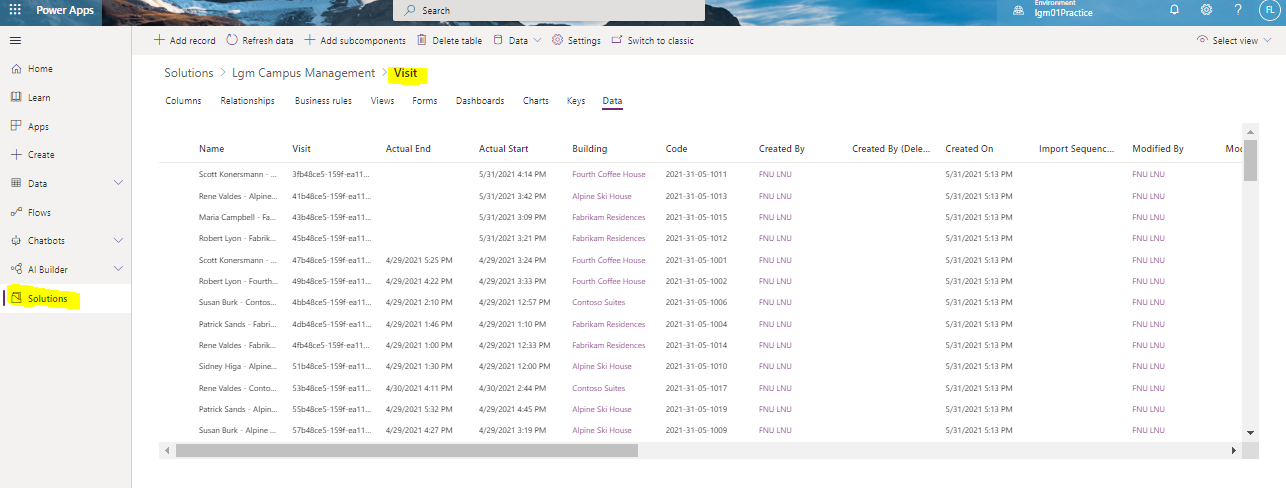 Power Apps Search Environment
lgm01Practice FL
Add record Refresh data Add subcomponents Delete table Data Settings Switch to classic Select view
Home
Learn
Apps
Create
Data
Flows
Chatbots
AI Builder
Solutions
Solutions > Lgm Campus Management > Visit
Columns Relationships Business rules Views Forms Dashboards Charts Keys Data
Name Visit Actual End Actual Start Building Code Created By Created By (Dele... Created On Import Sequenc... Modified By Moc
Scott Konersmann - ... 3fb48ce5-159f-ea11... 5/31/2021 4:14 PM Fourth Coffee House 2021-31-05-1011 FNU LNU 5/31/2021 5:13 PM FNU LNU
Rene Valdes - Alpine... 41b48ce5-159f-ea11... 5/31/2021 3:42 PM Alpine Ski House 2021-31-05-1013 FNU LNU 5/31/2021 5:13 PM FNU LNU
Maria Campbell - Fa... 43b48ce5-159f-ea11... 5/31/2021 3:09 PM Fabrikam Residences 2021-31-05-1015 FNU LNU 5/31/2021 5:13 PM FNU LNU
Robert Lyon - Fabrik... 45b48ce5-159f-ea11... 5/31/2021 3:21 PM Fabrikam Residences 2021-31-05-1012 FNU LNU 5/31/2021 5:13 PM FNU LNU
Scott Konersmann - ... 47b48ce5-159f-ea11... 4/29/2021 5:25 PM 4/29/2021 3:24 PM Fourth Coffee House 2021-31-05-1001 FNU LNU 5/31/2021 5:13 PM FNU LNU
Robert Lyon - Fourth... 49b48ce5-159f-ea11... 4/29/2021 4:22 PM 4/29/2021 3:33 PM Fourth Coffee House 2021-31-05-1002 FNU LNU 5/31/2021 5:13 PM FNU LNU
Susan Burk - Contos... 4bb48ce5-159f-ea11... 4/29/2021 2:10 PM 4/29/2021 12:57 PM Contoso Suites 2021-31-05-1006 FNU LNU 5/31/2021 5:13 PM FNU LNU
Patrick Sands - Fabri... 4db48ce5-159f-ea11... 4/29/2021 1:46 PM 4/29/2021 1:10 PM Fabrikam Residences 2021-31-05-1004 FNU LNU 5/31/2021 5:13 PM FNU LNU
Rene Valdes - Fabrik... 4fb48ce5-159f-ea11... 4/29/2021 1:00 PM 4/29/2021 12:33 PM Fabrikam Residences 2021-31-05-1014 FNU LNU 5/31/2021 5:13 PM FNU LNU
Sidney Higa - Alpine... 51b48ce5-159f-ea11... 4/29/2021 1:30 PM 4/29/2021 12:00 PM Alpine Ski House 2021-31-05-1010 FNU LNU 5/31/2021 5:13 PM FNU LNU
Rene Valdes - Conto... 53b48ce5-159f-ea11... 4/30/2021 4:11 PM 4/30/2021 2:44 PM Contoso Suites 2021-31-05-1017 FNU LNU 5/31/2021 5:13 PM FNU LNU
Patrick Sands - Alpin... 55b48ce5-159f-ea11... 4/29/2021 5:32 PM 4/29/2021 4:45 PM Alpine Ski House 2021-31-05-1019 FNU LNU 5/31/2021 5:13 PM FNU LNU
Susan Burk - Alpine ... 57b48ce5-159f-ea11... 4/29/2021 4:27 PM 4/29/2021 3:19 PM Alpine Ski House 2021-31-05-1009 FNU LNU 5/31/2021 5:13 PM FNU LNU